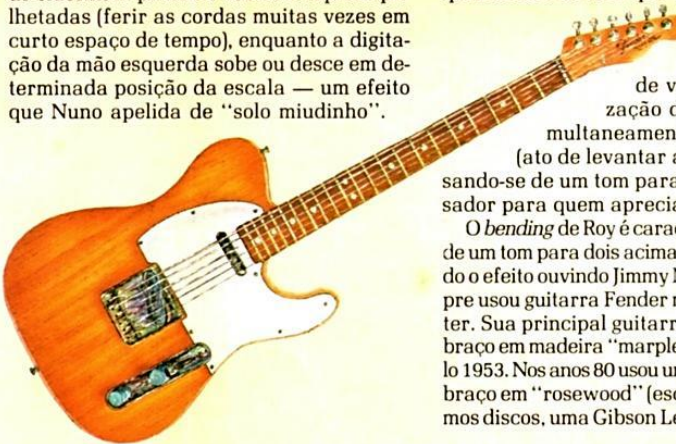 lhetadas (ferir as cordas muitas vezes em
curto espaço de tempo), enquanto a digita-
ção da mão esquerda sobe ou desce em de-
terminada posição da escala — um efeito
que Nuno apelida de "solo miudinho".
de v
zação d
multaneamen
(ato de levantar a
sando-se de um tom para
sador para quem aprecia
O bending de Roy é cara
de um tom para dois acima
do o efeito ouvindo Jimmy
pre usou guitarra Fender
ter. Sua principal guitarr
braço em madeira "marple
lo 1953. Nos anos 80 usou
braço em "rosewood" (es
mos discos, uma Gibson Le